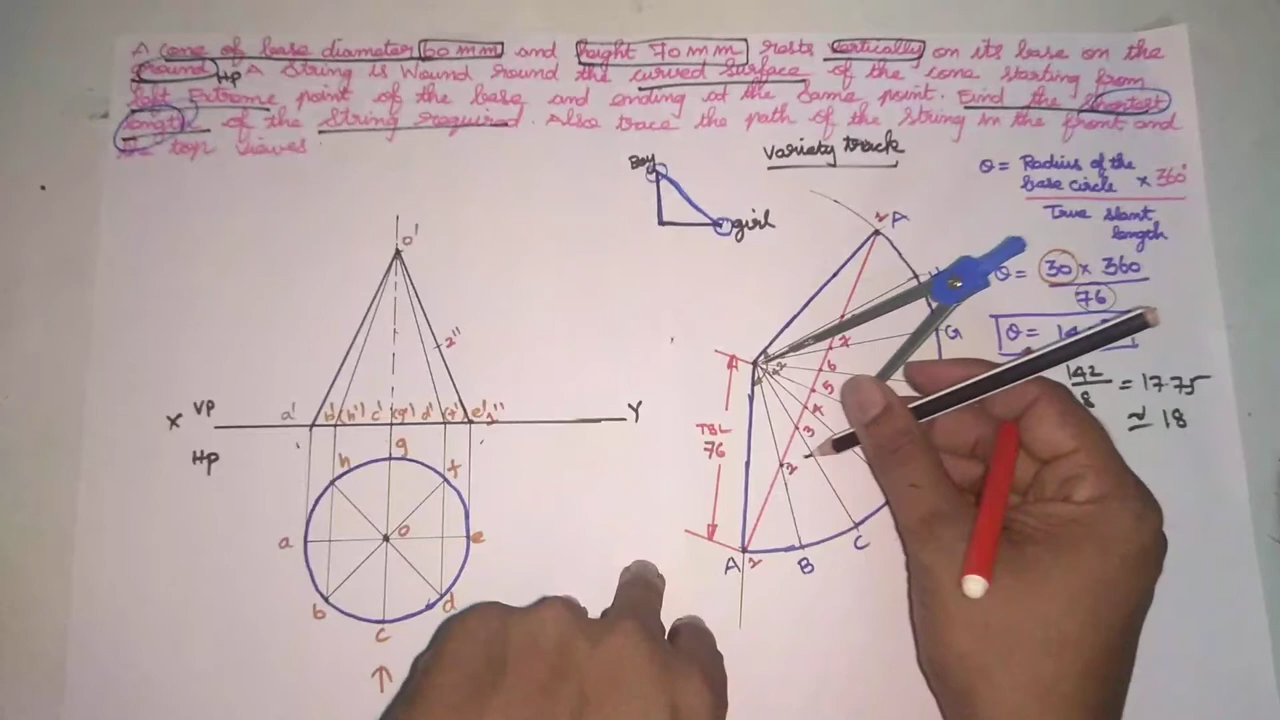 A cone of base diameter 60 mm and height 70 mm rests vertically on its base on the
ground HP A string is wound round the curved surface of the cone starting from
left Extreme point of the base and ending at the same point. Find the shortest
length of the string required. Also trace the path of the string in the front and
the top views
Variety track
Boy
girl
θ = Radius of the
base circle × 360°
True slant
length
θ = 30 × 360
76
θ = 14
142
8 = 17.75
≃ 18
o'
2"
X VP Y
a' b'(h') c'(g') d'(f') e' 1"
HP
h g f
a o e
b d
c
1 A
G
142
7
6
5
4
3
2
TSL
76
A 1 B C